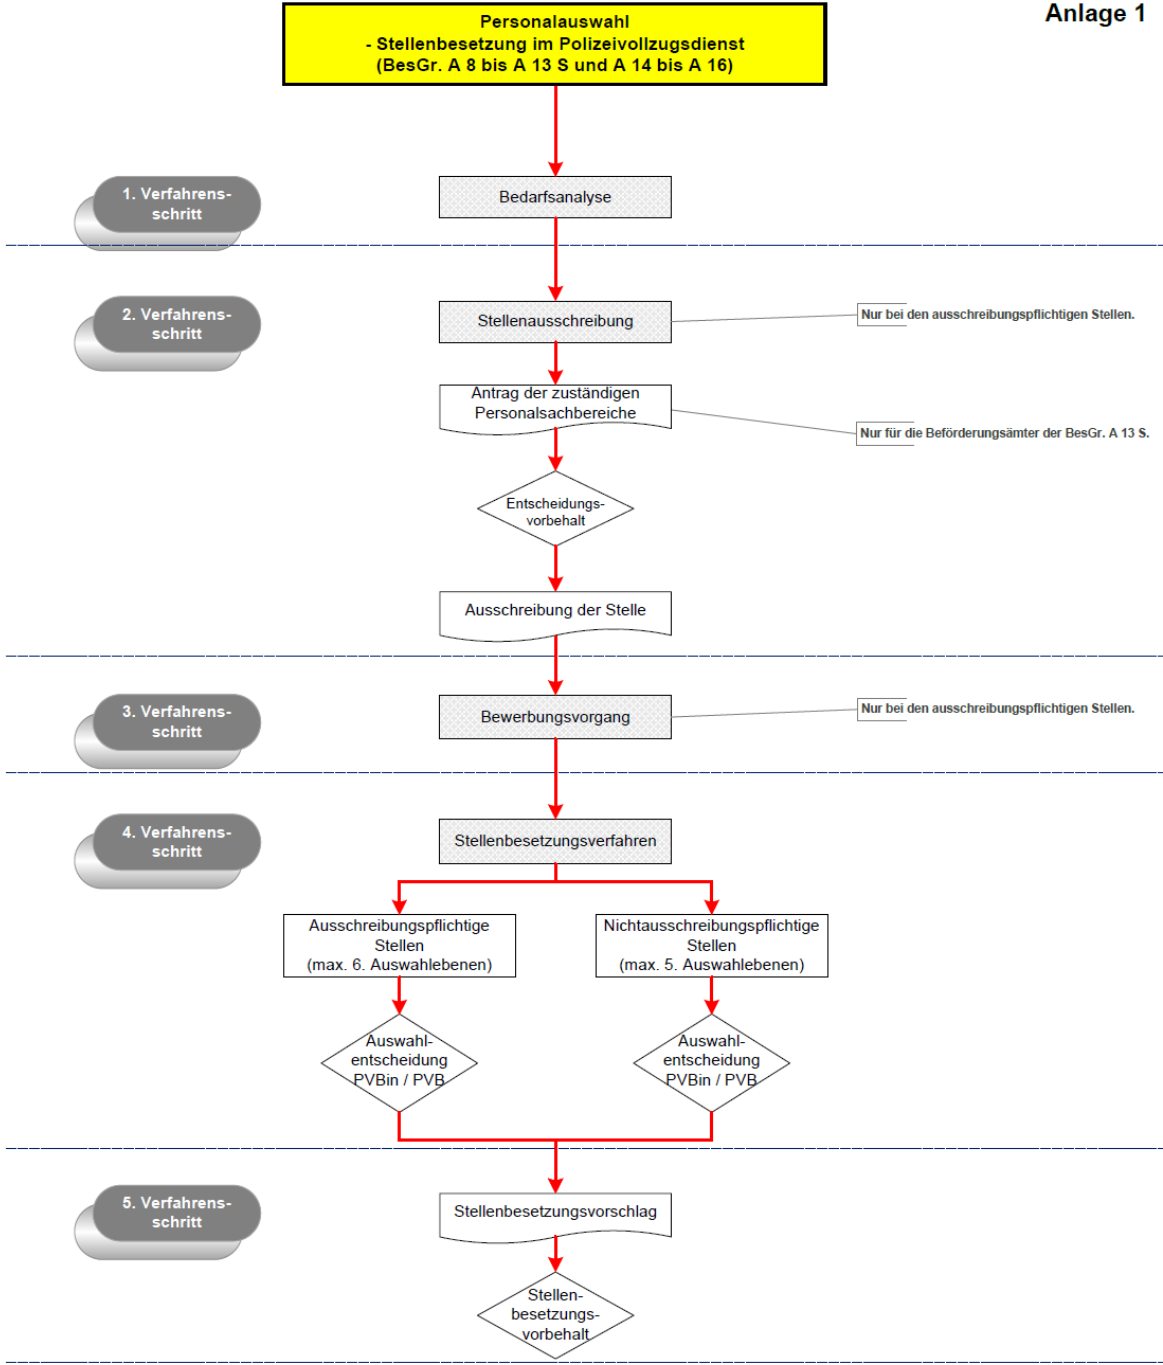 Anlage 1
Personalauswahl
- Stellenbesetzung im Polizeivollzugsdienst
(BesGr. A 8 bis A 13 S und A 14 bis A 16)
1. Verfahrens-
schritt
Bedarfsanalyse
2. Verfahrens-
schritt
Stellenausschreibung
Nur bei den ausschreibungspflichtigen Stellen.
Antrag der zuständigen
Personalsachbereiche
Nur für die Beförderungsämter der BesGr. A 13 S.
Entscheidungs-
vorbehalt
Ausschreibung der Stelle
3. Verfahrens-
schritt
Bewerbungsvorgang
Nur bei den ausschreibungspflichtigen Stellen.
4. Verfahrens-
schritt
Stellenbesetzungsverfahren
Ausschreibungspflichtige
Stellen
(max. 6. Auswahlebenen)
Nichtausschreibungspflichtige
Stellen
(max. 5. Auswahlebenen)
Auswahl-
entscheidung
PVBin / PVB
Auswahl-
entscheidung
PVBin / PVB
5. Verfahrens-
schritt
Stellenbesetzungsvorschlag
Stellen-
besetzungs-
vorbehalt